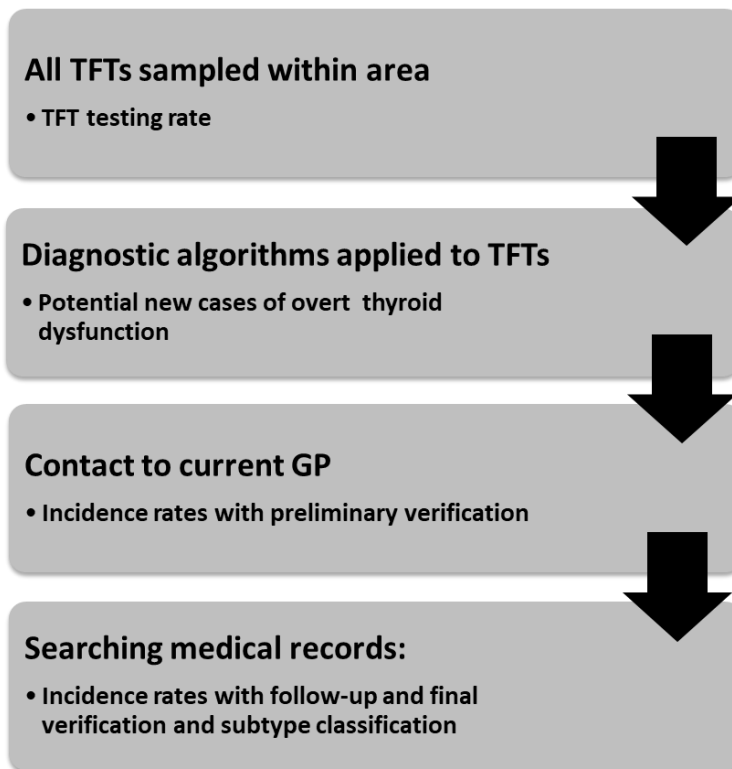 All TFTs sampled within area
• TFT testing rate
Diagnostic algorithms applied to TFTs
• Potential new cases of overt thyroid
dysfunction
Contact to current GP
• Incidence rates with preliminary verification
Searching medical records:
• Incidence rates with follow-up and final
verification and subtype classification